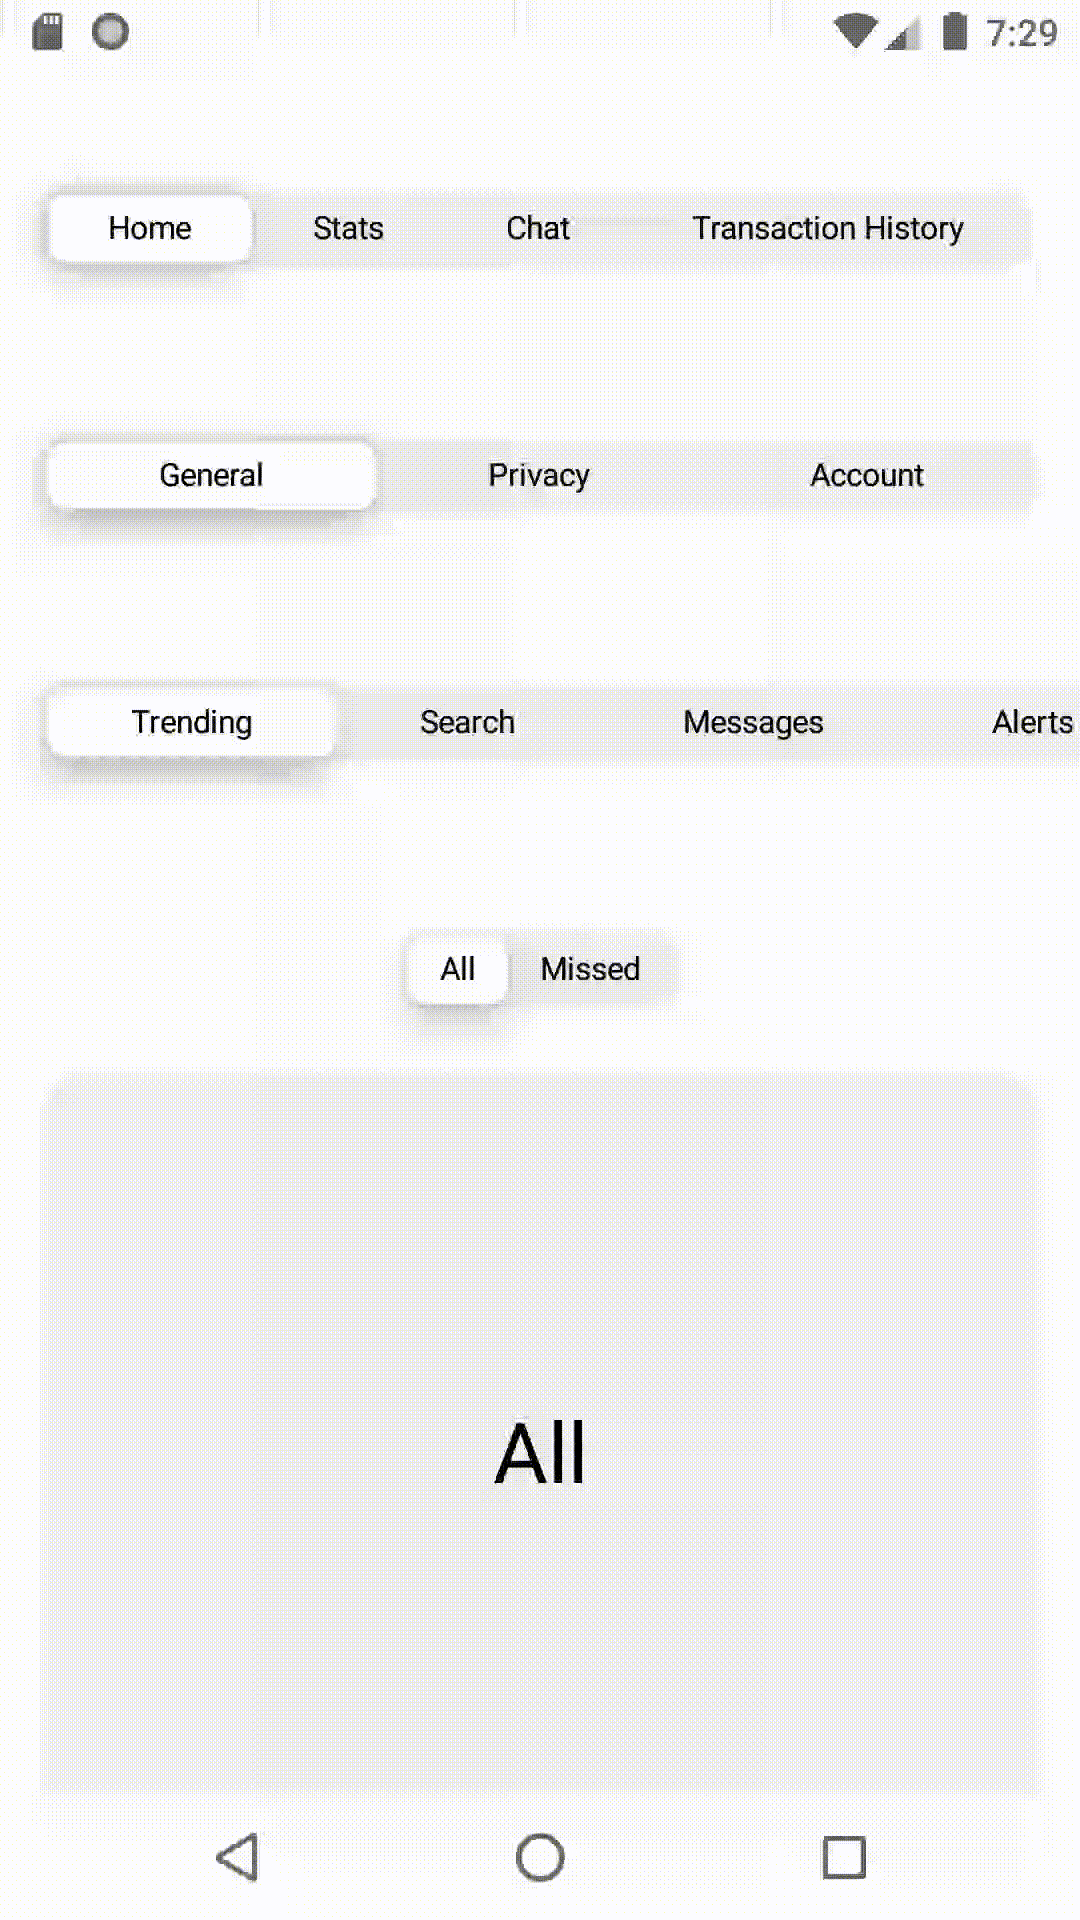 7:29
Home Stats Chat Transaction History
General Privacy Account
Trending Search Messages Alerts
All Missed
All